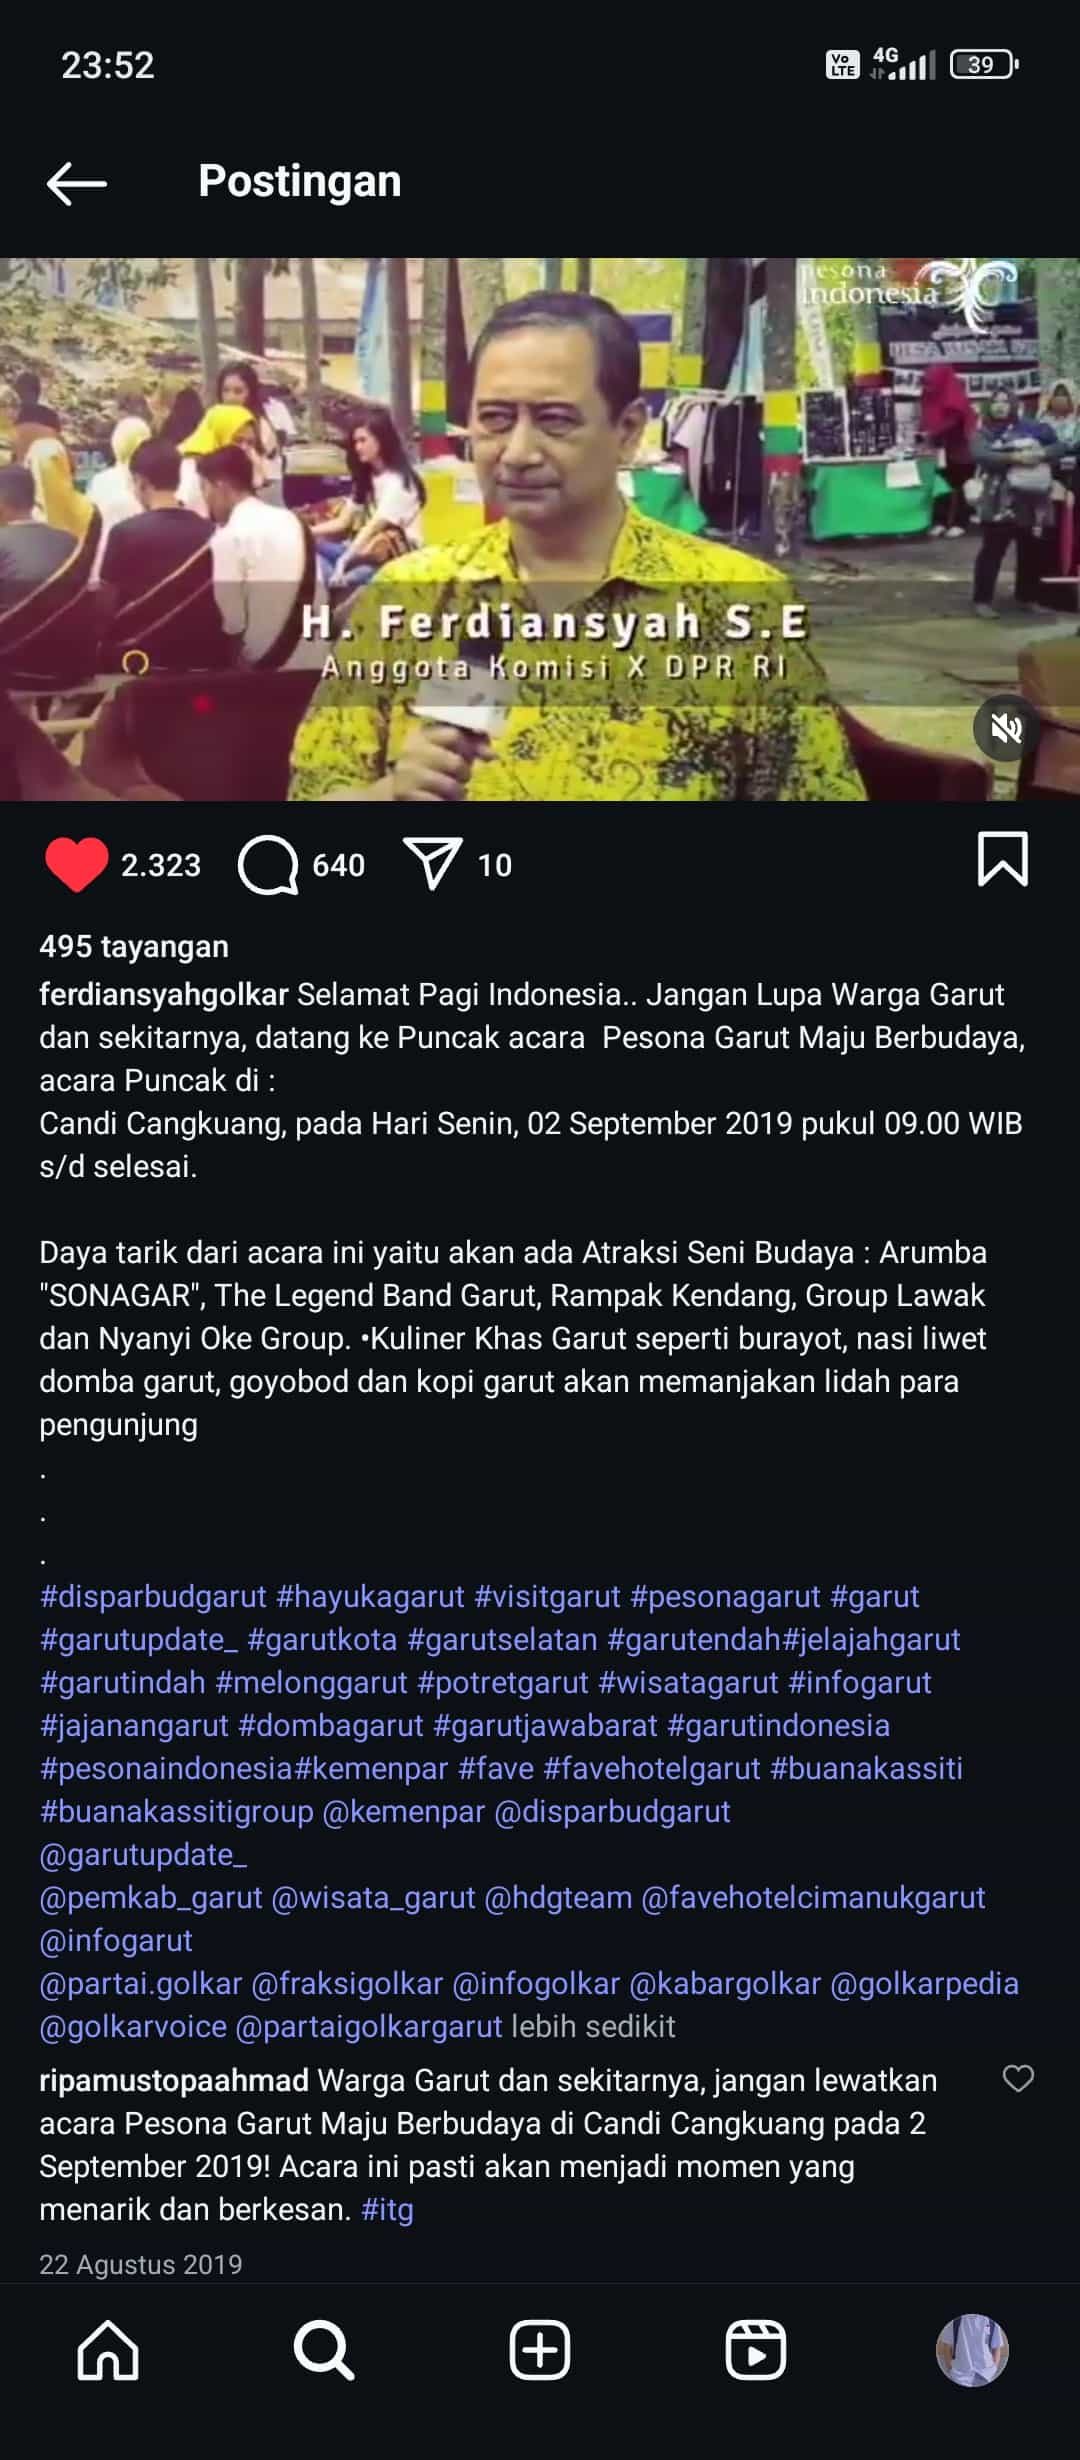 23:52
Vo LTE 4G 39
Postingan
pesona
indonesia
H. Ferdiansyah S.E
Anggota Komisi X DPR RI
2.323 640 10
495 tayangan
ferdiansyahgolkar Selamat Pagi Indonesia.. Jangan Lupa Warga Garut
dan sekitarnya, datang ke Puncak acara  Pesona Garut Maju Berbudaya,
acara Puncak di :
Candi Cangkuang, pada Hari Senin, 02 September 2019 pukul 09.00 WIB
s/d selesai.
Daya tarik dari acara ini yaitu akan ada Atraksi Seni Budaya : Arumba
"SONAGAR", The Legend Band Garut, Rampak Kendang, Group Lawak
dan Nyanyi Oke Group. •Kuliner Khas Garut seperti burayot, nasi liwet
domba garut, goyobod dan kopi garut akan memanjakan lidah para
pengunjung
.
.
.
#disparbudgarut #hayukagarut #visitgarut #pesonagarut #garut
#garutupdate_ #garutkota #garutselatan #garutendah#jelajahgarut
#garutindah #melonggarut #potretgarut #wisatagarut #infogarut
#jajanangarut #dombagarut #garutjawabarat #garutindonesia
#pesonaindonesia#kemenpar #fave #favehotelgarut #buanakassiti
#buanakassitigroup @kemenpar @disparbudgarut
@garutupdate_
@pemkab_garut @wisata_garut @hdgteam @favehotelcimanukgarut
@infogarut
@partai.golkar @fraksigolkar @infogolkar @kabargolkar @golkarpedia
@golkarvoice @partaigolkargarut lebih sedikit
ripamustopaahmad Warga Garut dan sekitarnya, jangan lewatkan
acara Pesona Garut Maju Berbudaya di Candi Cangkuang pada 2
September 2019! Acara ini pasti akan menjadi momen yang
menarik dan berkesan. #itg
22 Agustus 2019